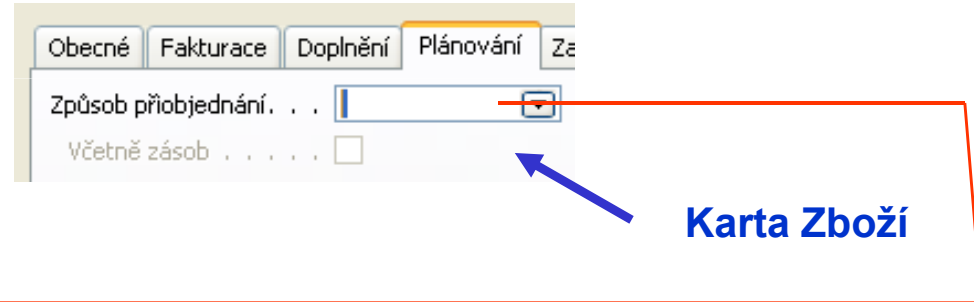 Obecné Fakturace Doplnění Plánování Za
Způsob přiobjednání. . .
Včetně zásob . . . . .
Karta Zboží